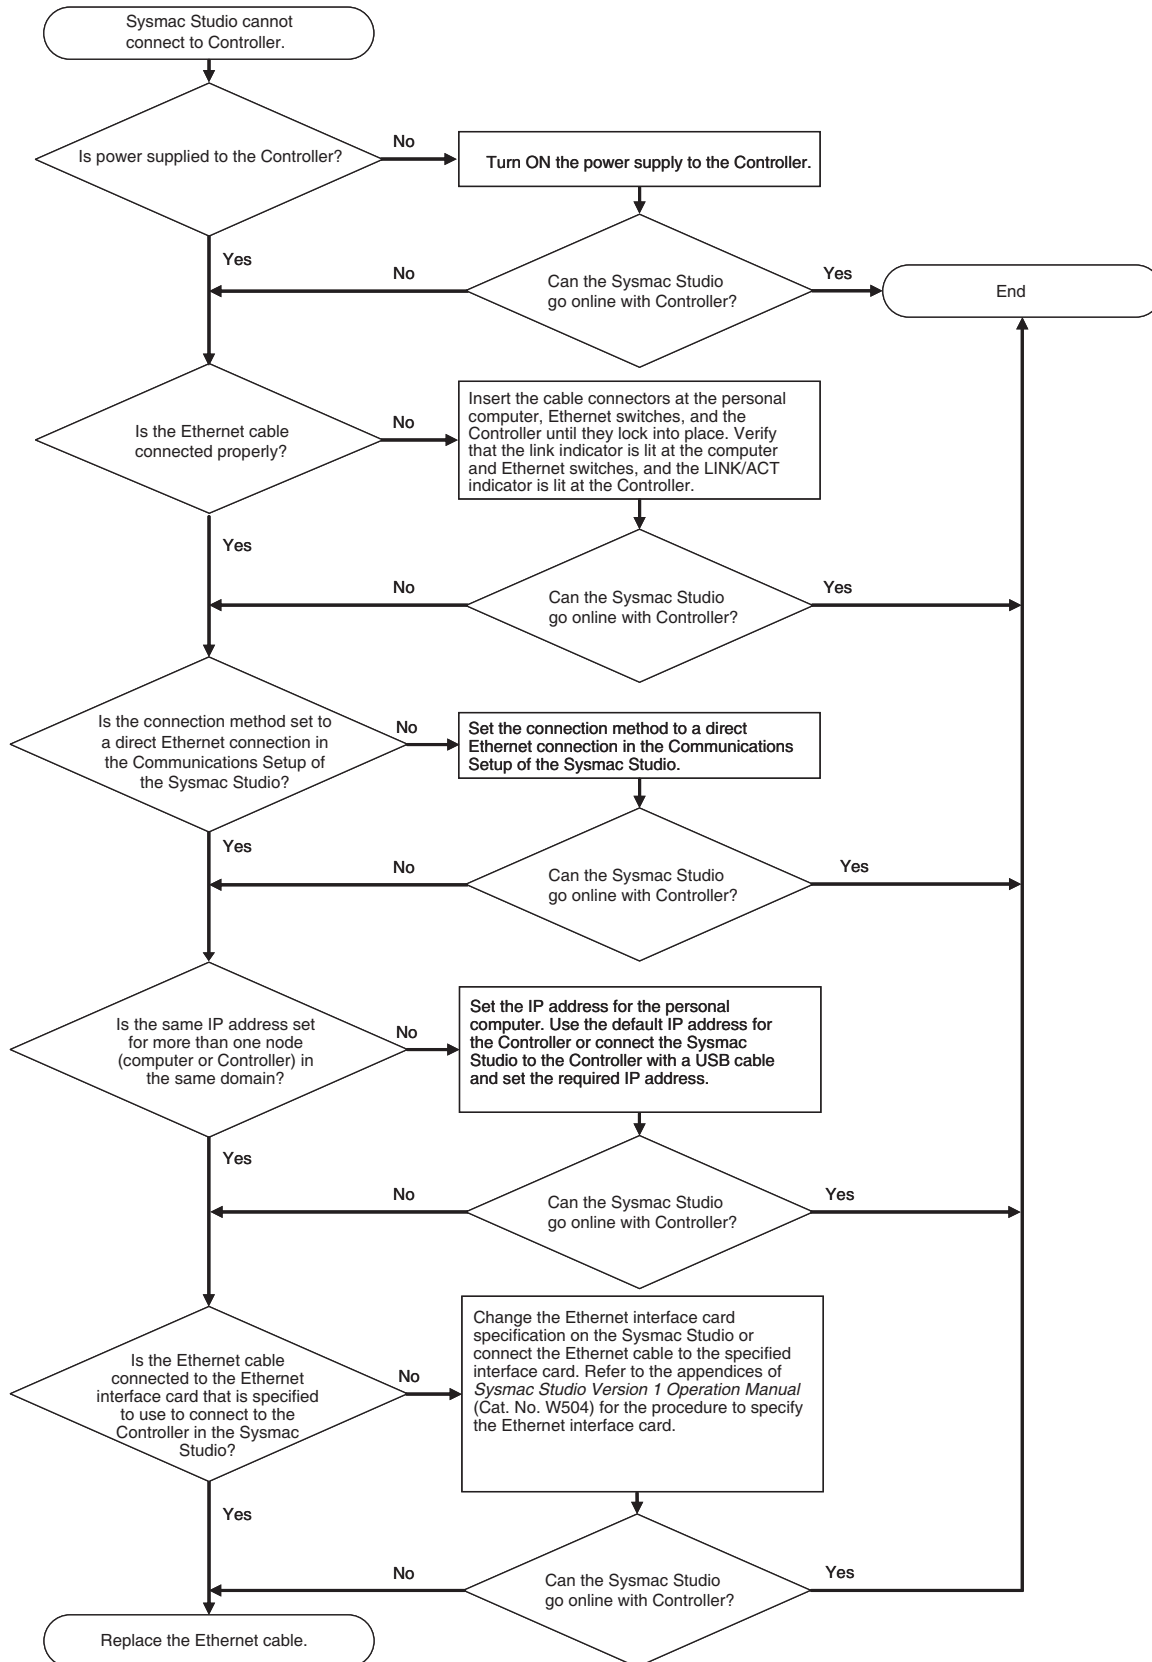 Sysmac Studio cannot
connect to Controller.
Is power supplied to the Controller?
No
Turn ON the power supply to the Controller.
Yes
No
Can the Sysmac Studio
go online with Controller?
Yes
End
Is the Ethernet cable
connected properly?
No
Insert the cable connectors at the personal
computer, Ethernet switches, and the
Controller until they lock into place. Verify
that the link indicator is lit at the computer
and Ethernet switches, and the LINK/ACT
indicator is lit at the Controller.
Yes
No
Can the Sysmac Studio
go online with Controller?
Yes
Is the connection method set to
a direct Ethernet connection in
the Communications Setup of
the Sysmac Studio?
No
Set the connection method to a direct
Ethernet connection in the Communications
Setup of the Sysmac Studio.
Yes
No
Can the Sysmac Studio
go online with Controller?
Yes
Is the same IP address set
for more than one node
(computer or Controller) in
the same domain?
No
Set the IP address for the personal
computer. Use the default IP address for
the Controller or connect the Sysmac
Studio to the Controller with a USB cable
and set the required IP address.
Yes
No
Can the Sysmac Studio
go online with Controller?
Yes
Is the Ethernet cable
connected to the Ethernet
interface card that is specified
to use to connect to the
Controller in the Sysmac
Studio?
No
Change the Ethernet interface card
specification on the Sysmac Studio or
connect the Ethernet cable to the specified
interface card. Refer to the appendices of
Sysmac Studio Version 1 Operation Manual
(Cat. No. W504) for the procedure to specify
the Ethernet interface card.
Yes
No
Can the Sysmac Studio
go online with Controller?
Yes
Replace the Ethernet cable.